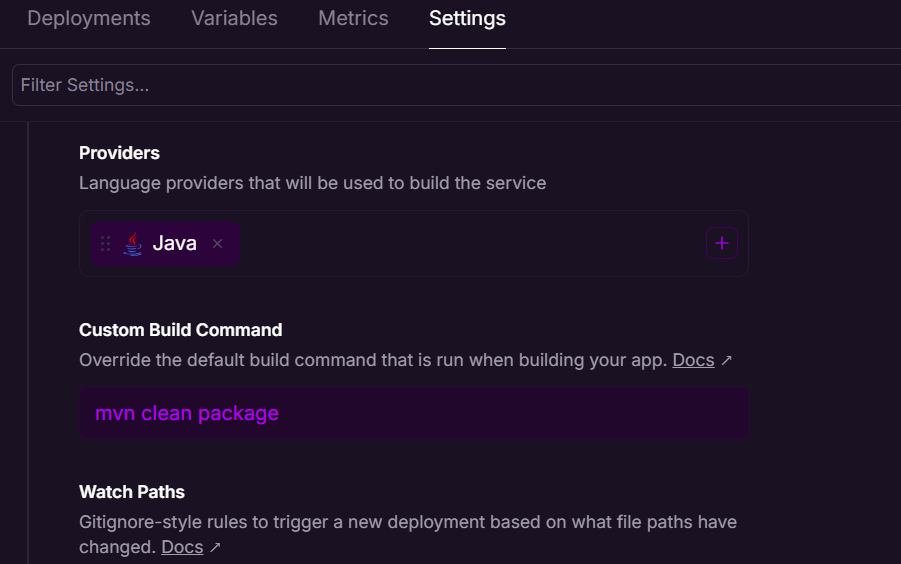 Deployments Variables Metrics Settings
Filter Settings...
Providers
Language providers that will be used to build the service
Java ×
+
Custom Build Command
Override the default build command that is run when building your app. Docs ↗
mvn clean package
Watch Paths
Gitignore-style rules to trigger a new deployment based on what file paths have
changed. Docs ↗